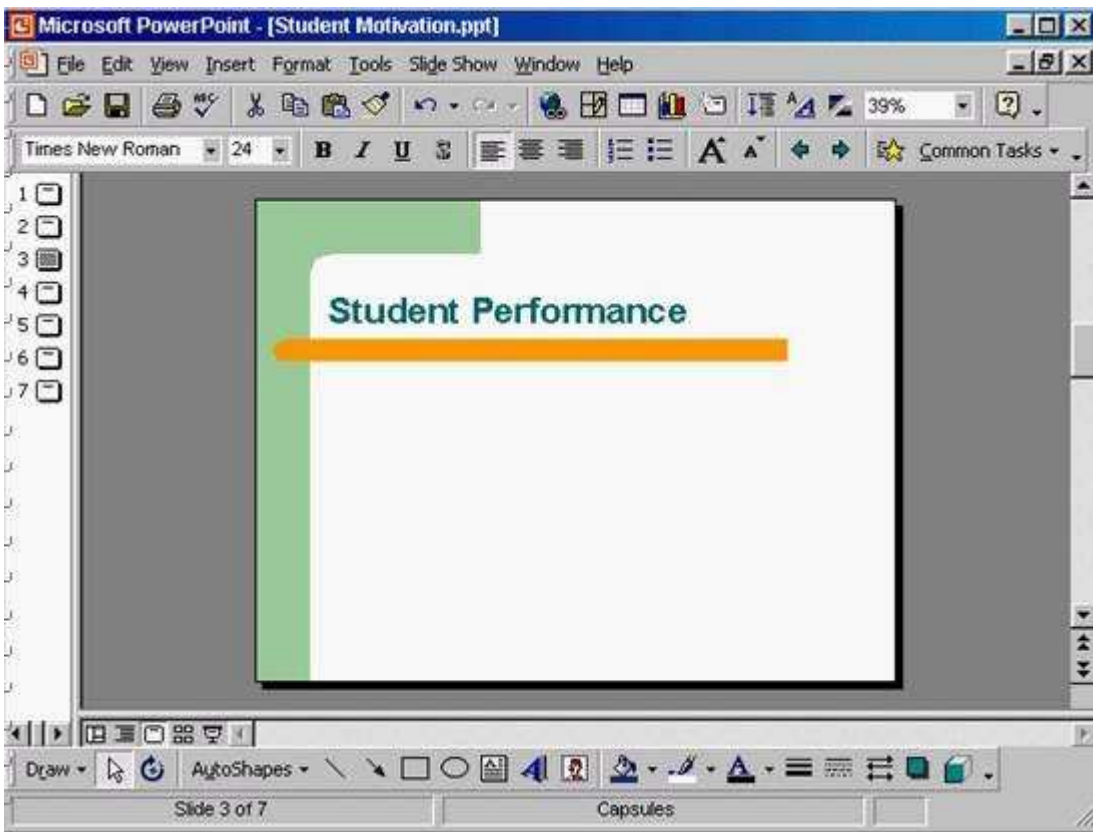 Microsoft PowerPoint - [Student Motivation.ppt]
File Edit View Insert Format Tools Slide Show Window Help
39%
Times New Roman 24 B I U S A A Common Tasks
1
2
3
4
5
6
7
Student Performance
Draw AutoShapes
Slide 3 of 7 Capsules